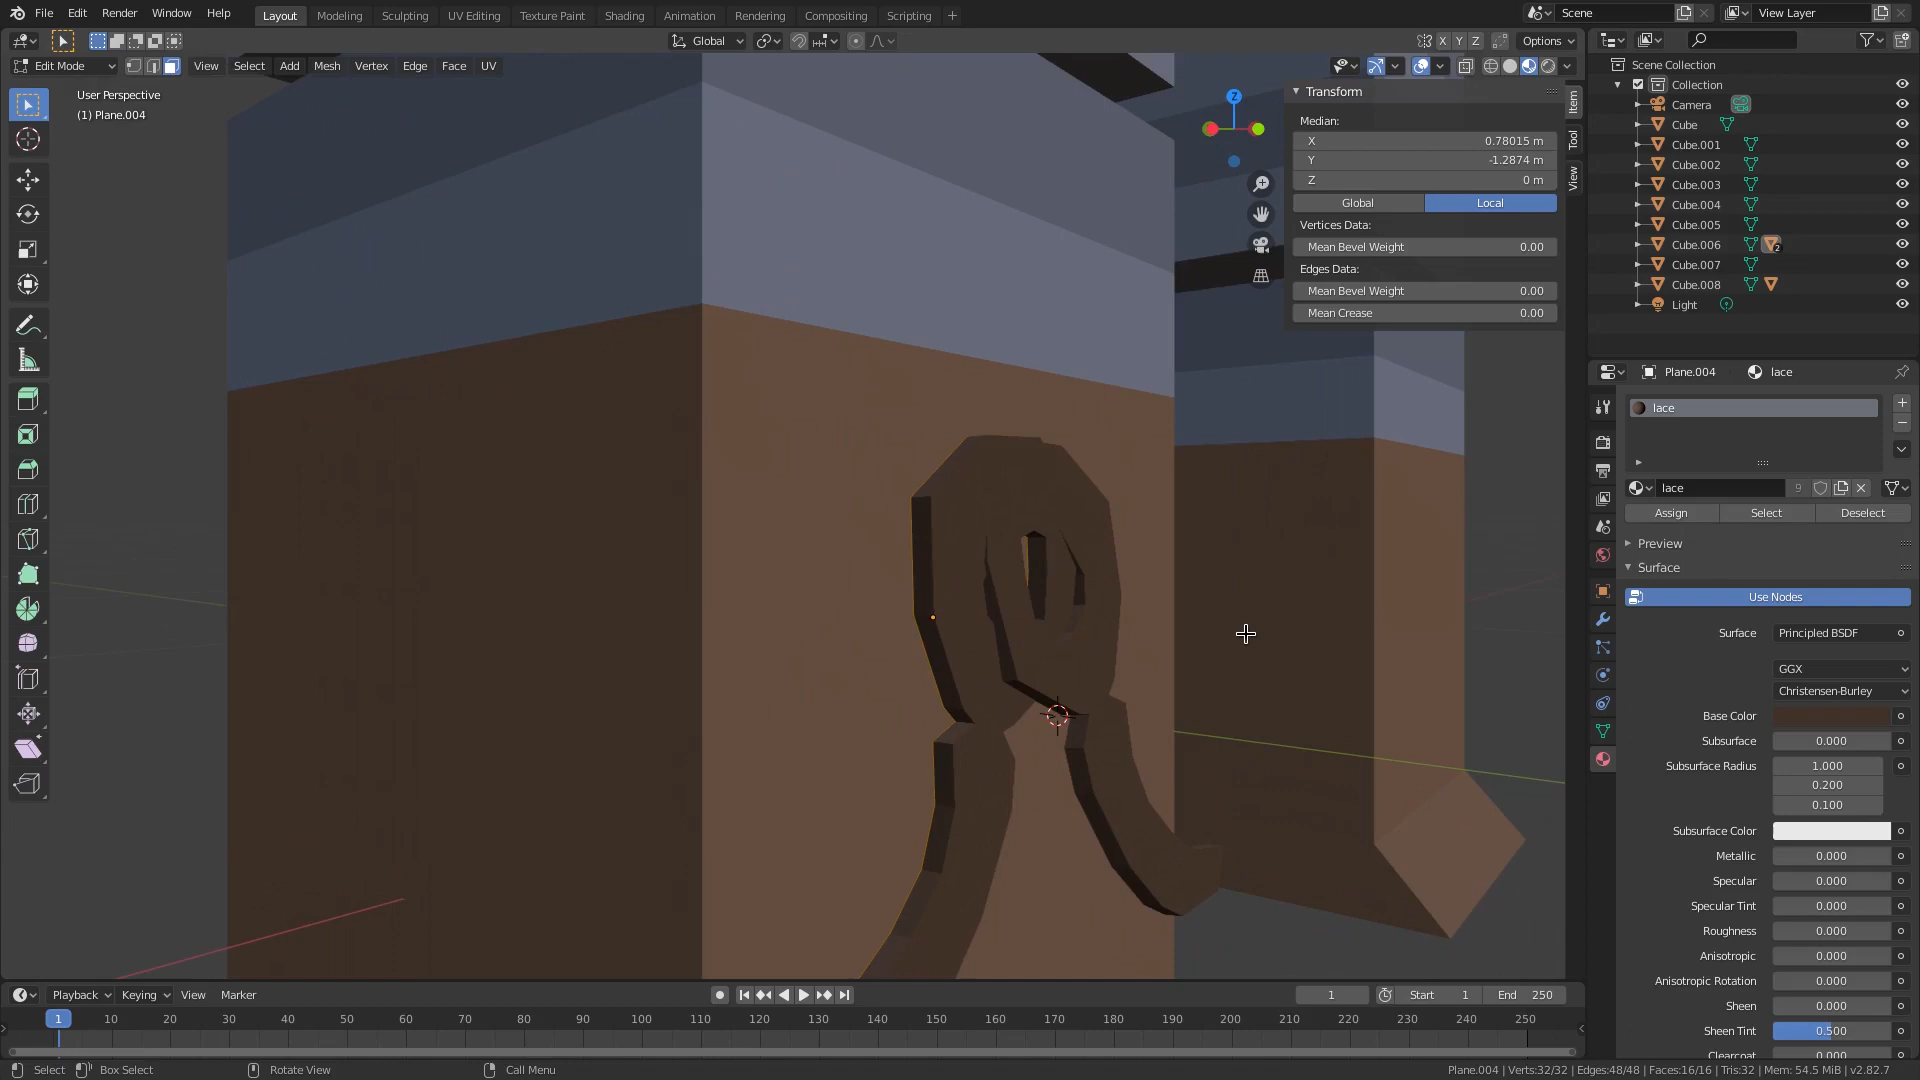 File Edit Render Window Help Layout Modeling Sculpting UV Editing Texture Paint Shading Animation Rendering Compositing Scripting + Scene View Layer
Global X Y Z Options
Edit Mode View Select Add Mesh Vertex Edge Face UV
User Perspective
(1) Plane.004
Z
Transform
Median:
X 0.78015 m
Y -1.2874 m
Z 0 m
Global Local
Vertices Data:
Mean Bevel Weight 0.00
Edges Data:
Mean Bevel Weight 0.00
Mean Crease 0.00
Item
Tool
View
Scene Collection
Collection
Camera
Cube
Cube.001
Cube.002
Cube.003
Cube.004
Cube.005
Cube.006 2
Cube.007
Cube.008
Light
Plane.004 lace
lace
lace 9
Assign Select Deselect
Preview
Surface
Use Nodes
Surface Principled BSDF
GGX
Christensen-Burley
Base Color
Subsurface 0.000
Subsurface Radius 1.000
0.200
0.100
Subsurface Color
Metallic 0.000
Specular 0.000
Specular Tint 0.000
Roughness 0.000
Anisotropic 0.000
Anisotropic Rotation 0.000
Sheen 0.000
Sheen Tint 0.500
Clearcoat 0.000
Playback Keying View Marker 1 Start 1 End 250
1 10 20 30 40 50 60 70 80 90 100 110 120 130 140 150 160 170 180 190 200 210 220 230 240 250
Select Box Select Rotate View Call Menu Plane.004 | Verts:32/32 | Edges:48/48 | Faces:16/16 | Tris:32 | Mem: 54.5 MiB | v2.82.7